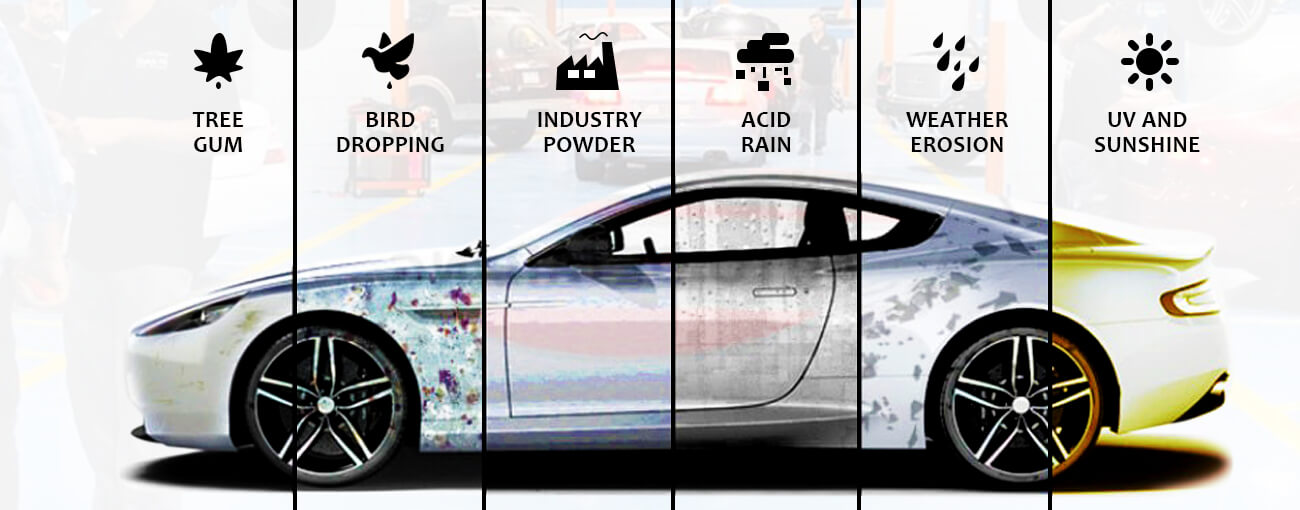 TREE
GUM
BIRD
DROPPING
INDUSTRY
POWDER
ACID
RAIN
WEATHER
EROSION
UV AND
SUNSHINE